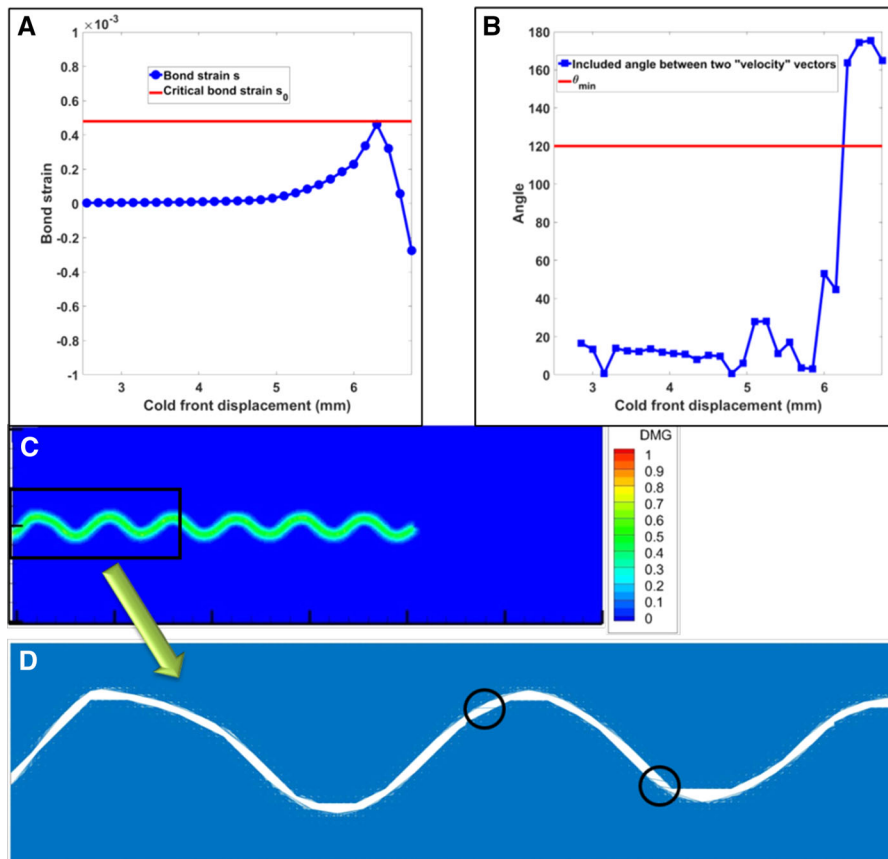 A
×10⁻³
1
0.8
0.6
0.4
0.2
0
-0.2
-0.4
-0.6
-0.8
-1
Bond strain
Bond strain s
Critical bond strain s₀
3 4 5 6
Cold front displacement (mm)
B
180
160
140
120
100
80
60
40
20
0
Angle
Included angle between two "velocity" vectors
θmin
3 4 5 6
Cold front displacement (mm)
C
DMG
1
0.9
0.8
0.7
0.6
0.5
0.4
0.3
0.2
0.1
0
D